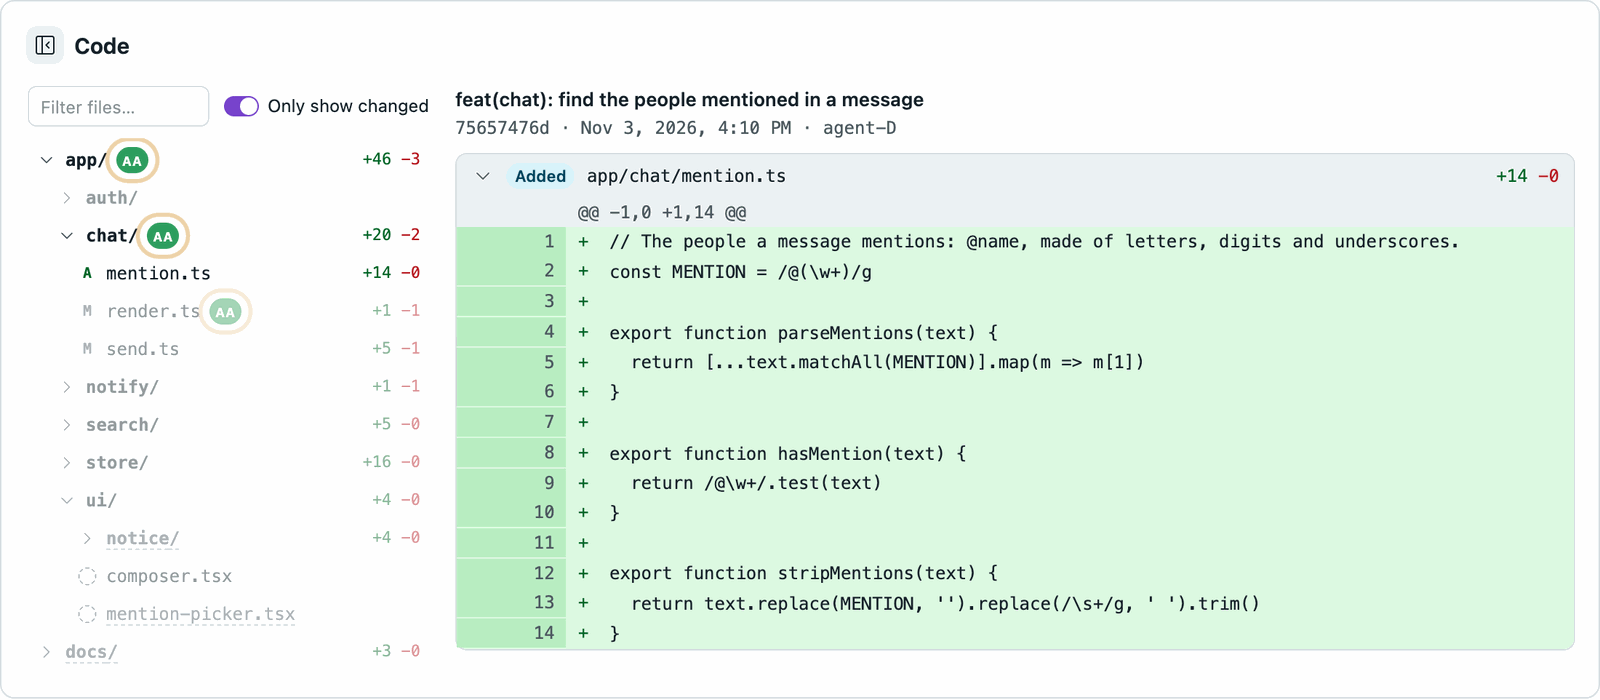 Code
Filter files...
Only show changed
app/ AA +46 −3
auth/
chat/ AA +20 −2
A mention.ts +14 −0
M render.ts AA +1 −1
M send.ts +5 −1
notify/ +1 −1
search/ +5 −0
store/ +16 −0
ui/ +4 −0
notice/ +4 −0
composer.tsx
mention-picker.tsx
docs/ +3 −0
feat(chat): find the people mentioned in a message
75657476d · Nov 3, 2026, 4:10 PM · agent-D
Added app/chat/mention.ts +14 −0
@@ −1,0 +1,14 @@
1 + // The people a message mentions: @name, made of letters, digits and underscores.
2 + const MENTION = /@(\w+)/g
3 +
4 + export function parseMentions(text) {
5 + return [...text.matchAll(MENTION)].map(m => m[1])
6 + }
7 +
8 + export function hasMention(text) {
9 + return /@\w+/.test(text)
10 + }
11 +
12 + export function stripMentions(text) {
13 + return text.replace(MENTION, '').replace(/\s+/g, ' ').trim()
14 + }